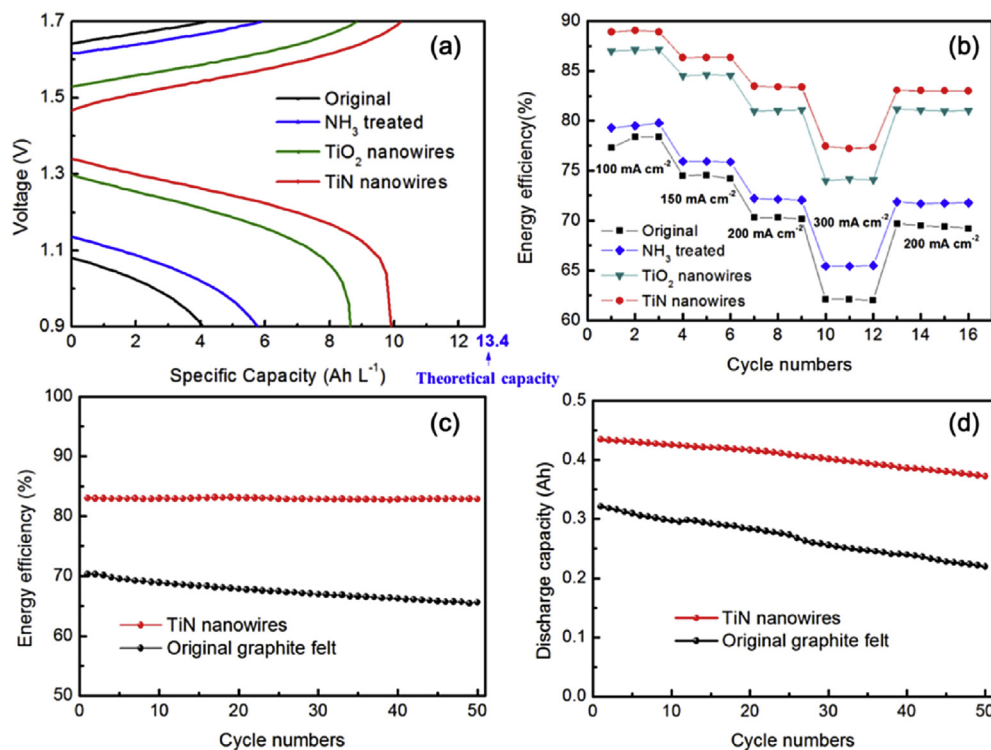 (a)
1.7
1.5
1.3
1.1
0.9
Voltage (V)
Original
NH3 treated
TiO2 nanowires
TiN nanowires
0 2 4 6 8 10 12
13.4
Specific Capacity (Ah L-1)
Theoretical capacity
(b)
90
85
80
75
70
65
60
Energy efficiency(%)
100 mA cm-2
150 mA cm-2
200 mA cm-2
300 mA cm-2
200 mA cm-2
Original
NH3 treated
TiO2 nanowires
TiN nanowires
0 2 4 6 8 10 12 14 16
Cycle numbers
(c)
100
90
80
70
60
50
Energy efficiency (%)
TiN nanowires
Original graphite felt
0 10 20 30 40 50
Cycle numbers
(d)
0.5
0.4
0.3
0.2
0.1
0.0
Discharge capacity (Ah)
TiN nanowires
Original graphite felt
0 10 20 30 40 50
Cycle numbers